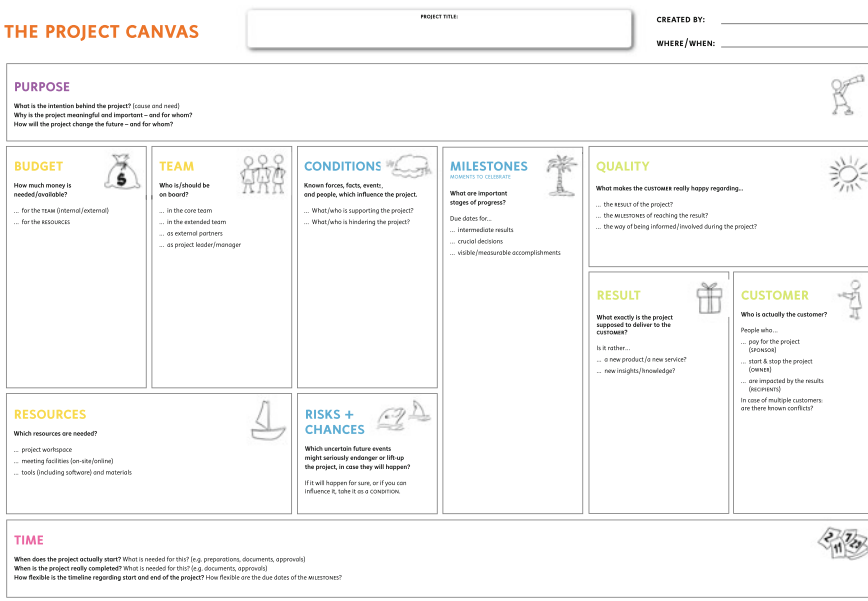 THE PROJECT CANVAS
PROJECT TITLE:
CREATED BY:
WHERE/WHEN:
PURPOSE
What is the intention behind the project? (cause and need)
Why is the project meaningful and important – and for whom?
How will the project change the future – and for whom?
BUDGET
How much money is
needed/available?
... for the TEAM (internal/external)
... for the RESOURCES
$
TEAM
Who is/should be
on board?
... in the core team
... in the extended team
... as external partners
... as project leader/manager
CONDITIONS
Known forces, facts, events,
and people, which influence the project.
... What/who is supporting the project?
... What/who is hindering the project?
MILESTONES
MOMENTS TO CELEBRATE
What are important
stages of progress?
Due dates for...
... intermediate results
... crucial decisions
... visible/measurable accomplishments
QUALITY
What makes the CUSTOMER really happy regarding...
... the RESULT of the project?
... the MILESTONES of reaching the result?
... the way of being informed/involved during the project?
RESULT
What exactly is the project
supposed to deliver to the
CUSTOMER?
Is it rather...
... a new product/a new service?
... new insights/knowledge?
CUSTOMER
Who is actually the customer?
People who...
... pay for the project
(SPONSOR)
... start & stop the project
(OWNER)
... are impacted by the results
(RECIPIENTS)
In case of multiple customers:
are there known conflicts?
RESOURCES
Which resources are needed?
... project workspace
... meeting facilities (on-site/online)
... tools (including software) and materials
RISKS +
CHANCES
Which uncertain future events
might seriously endanger or lift-up
the project, in case they will happen?
If it will happen for sure, or if you can
influence it, take it as a CONDITION.
TIME
When does the project actually start? What is needed for this? (e.g. preparations, documents, approvals)
When is the project really completed? What is needed for this? (e.g. documents, approvals)
How flexible is the timeline regarding start and end of the project? How flexible are the due dates of the MILESTONES?